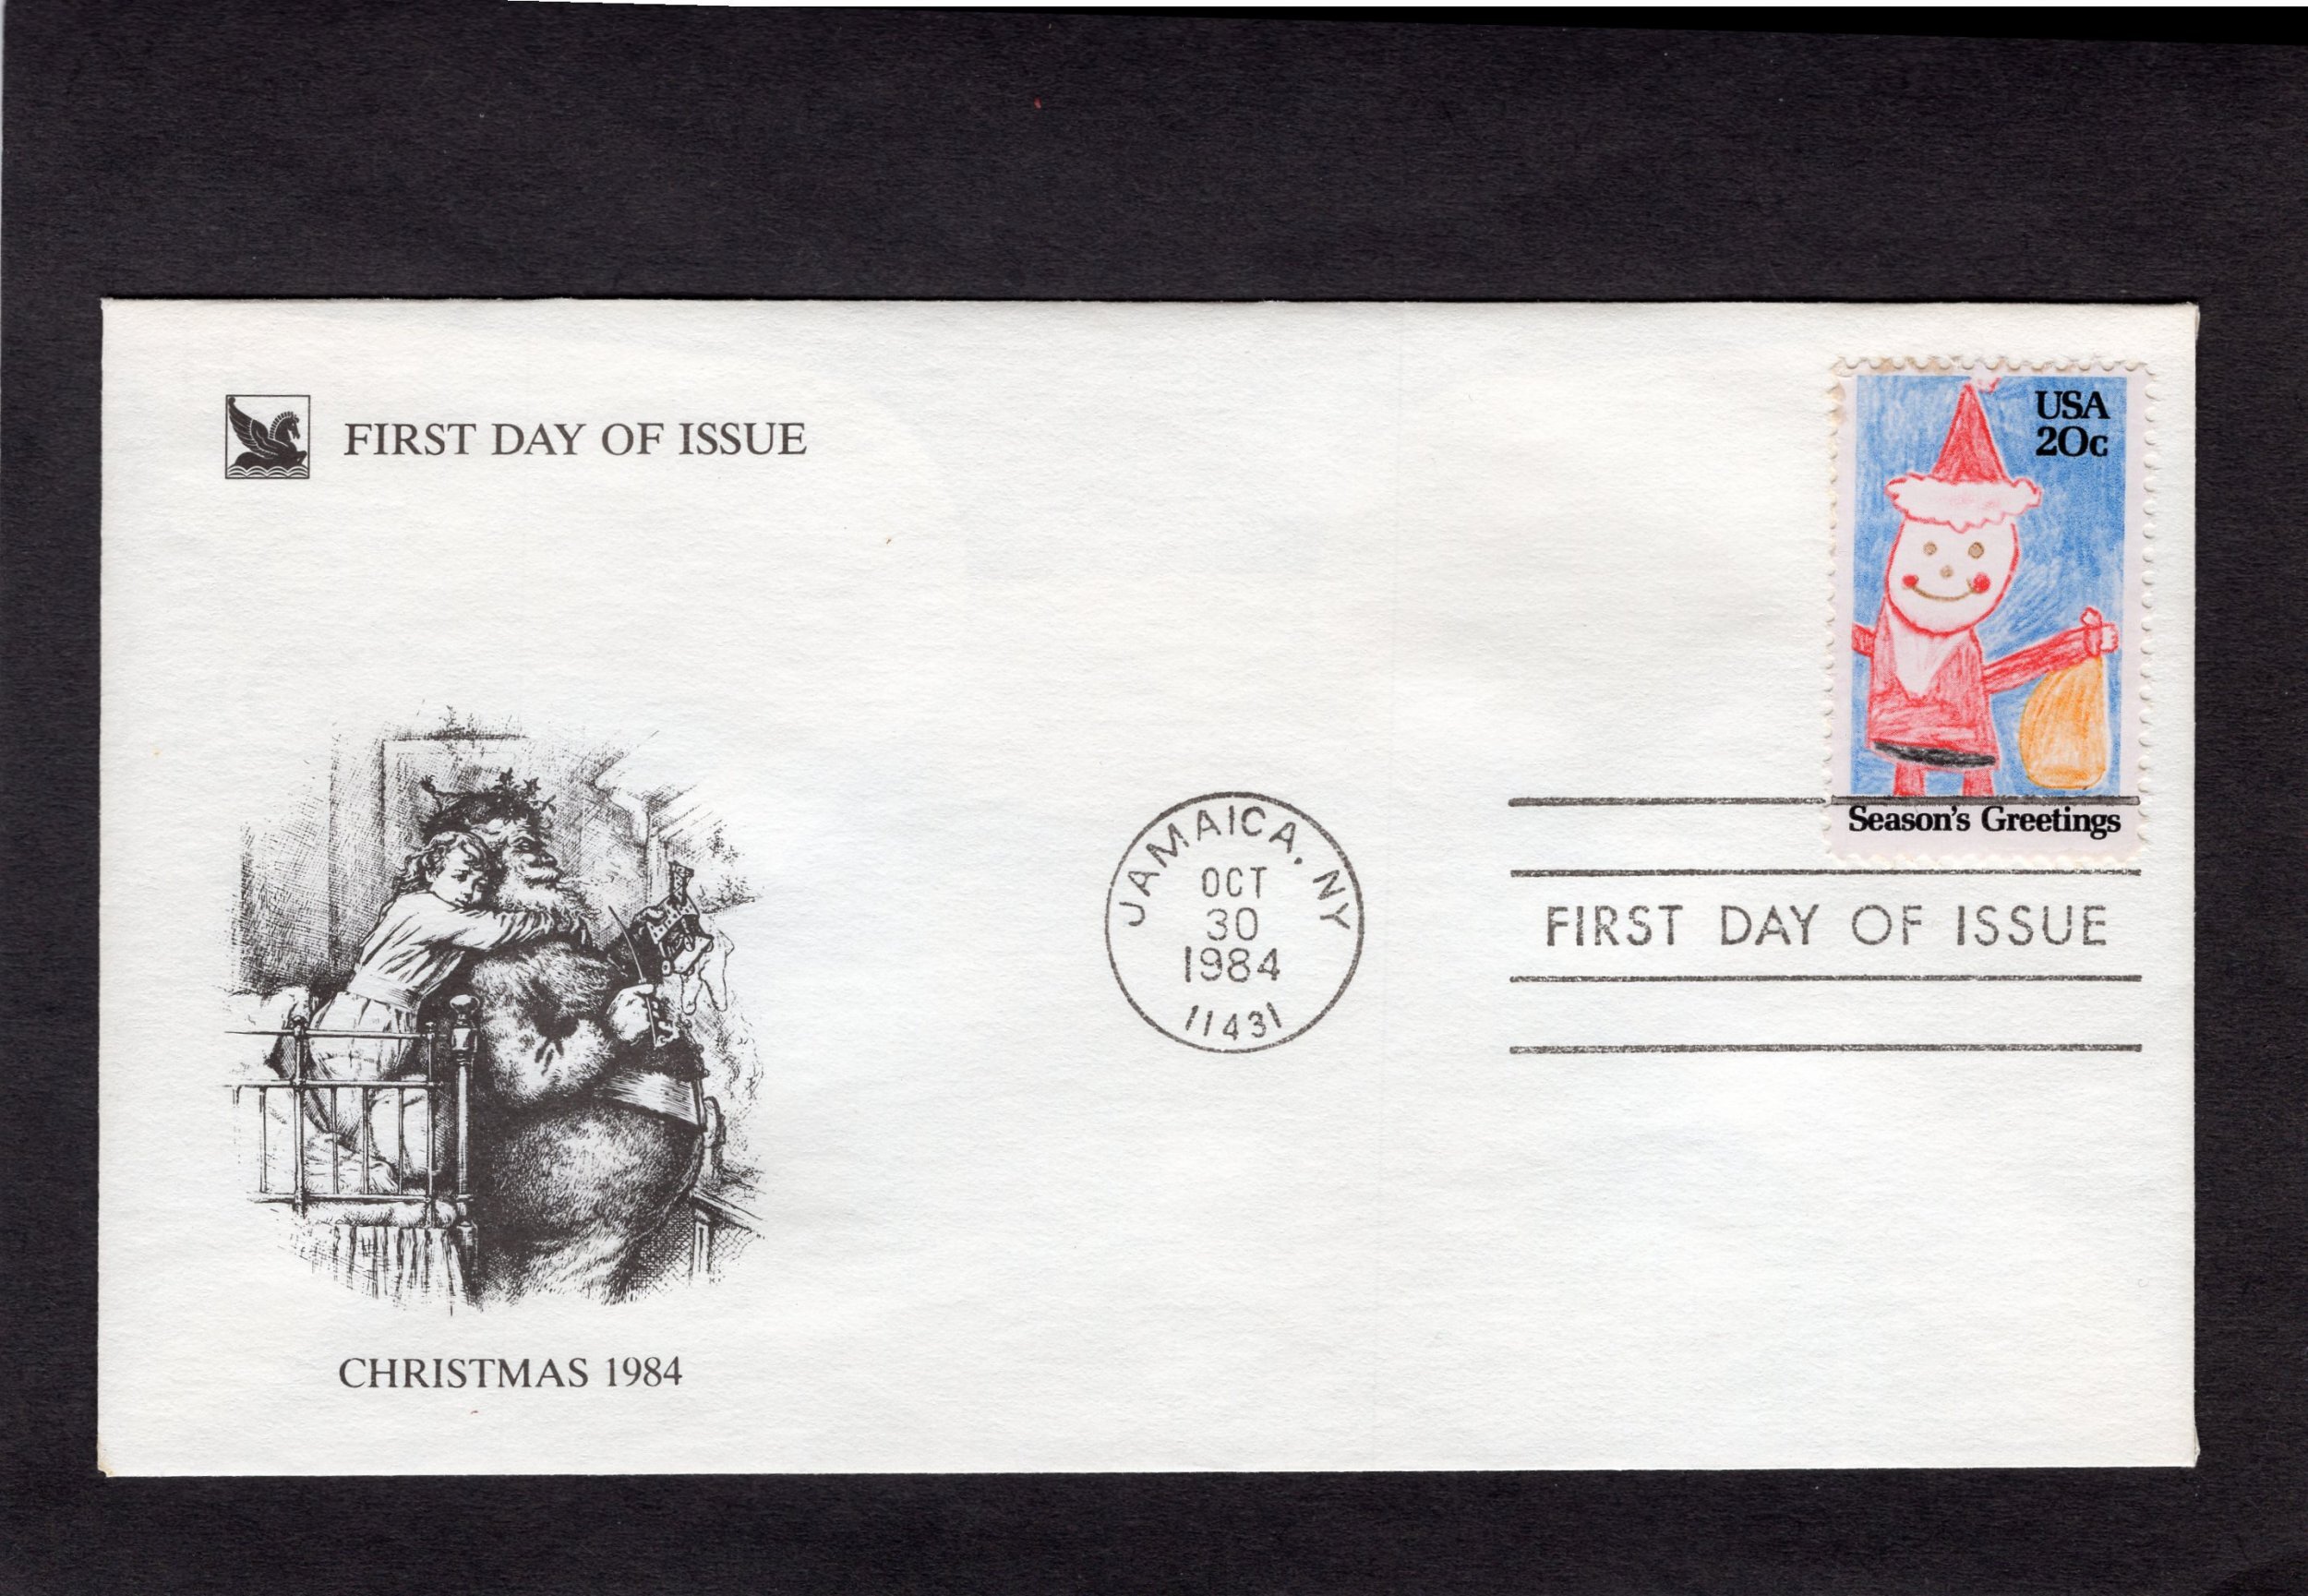 FIRST DAY OF ISSUE
USA
20c
Season's Greetings
JAMAICA, NY
OCT
30
1984
11431
FIRST DAY OF ISSUE
CHRISTMAS 1984